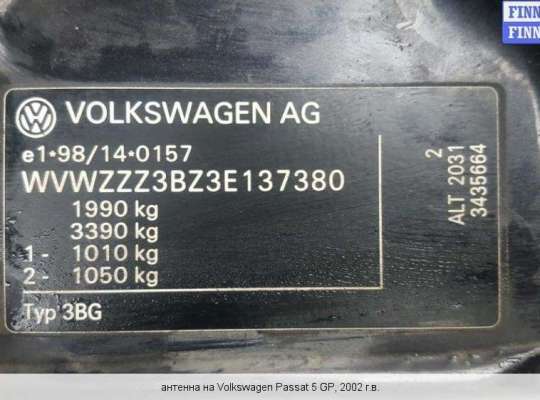 FINN
FINN
VOLKSWAGEN AG
e1*98/14*0157
WVWZZZ3BZ3E137380
1990 kg
3390 kg
1 - 1010 kg
2 - 1050 kg
Typ 3BG
2
ALT 2031
3435664
антенна на Volkswagen Passat 5 GP, 2002 г.в.